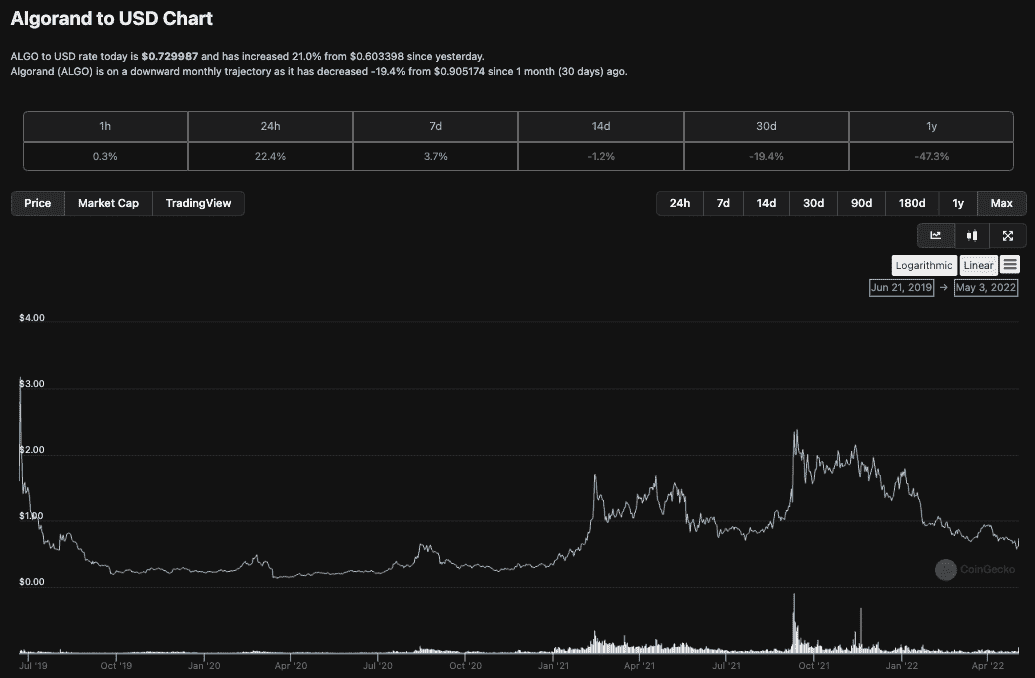 Algorand to USD Chart
ALGO to USD rate today is $0.729987 and has increased 21.0% from $0.603398 since yesterday.
Algorand (ALGO) is on a downward monthly trajectory as it has decreased -19.4% from $0.905174 since 1 month (30 days) ago.
1h 24h 7d 14d 30d 1y
0.3% 22.4% 3.7% -1.2% -19.4% -47.3%
Price Market Cap TradingView 24h 7d 14d 30d 90d 180d 1y Max
Logarithmic Linear
Jun 21, 2019 → May 3, 2022
$4.00
$3.00
$2.00
$1.00
$0.00
CoinGecko
Jul '19 Oct '19 Jan '20 Apr '20 Jul '20 Oct '20 Jan '21 Apr '21 Jul '21 Oct '21 Jan '22 Apr '22